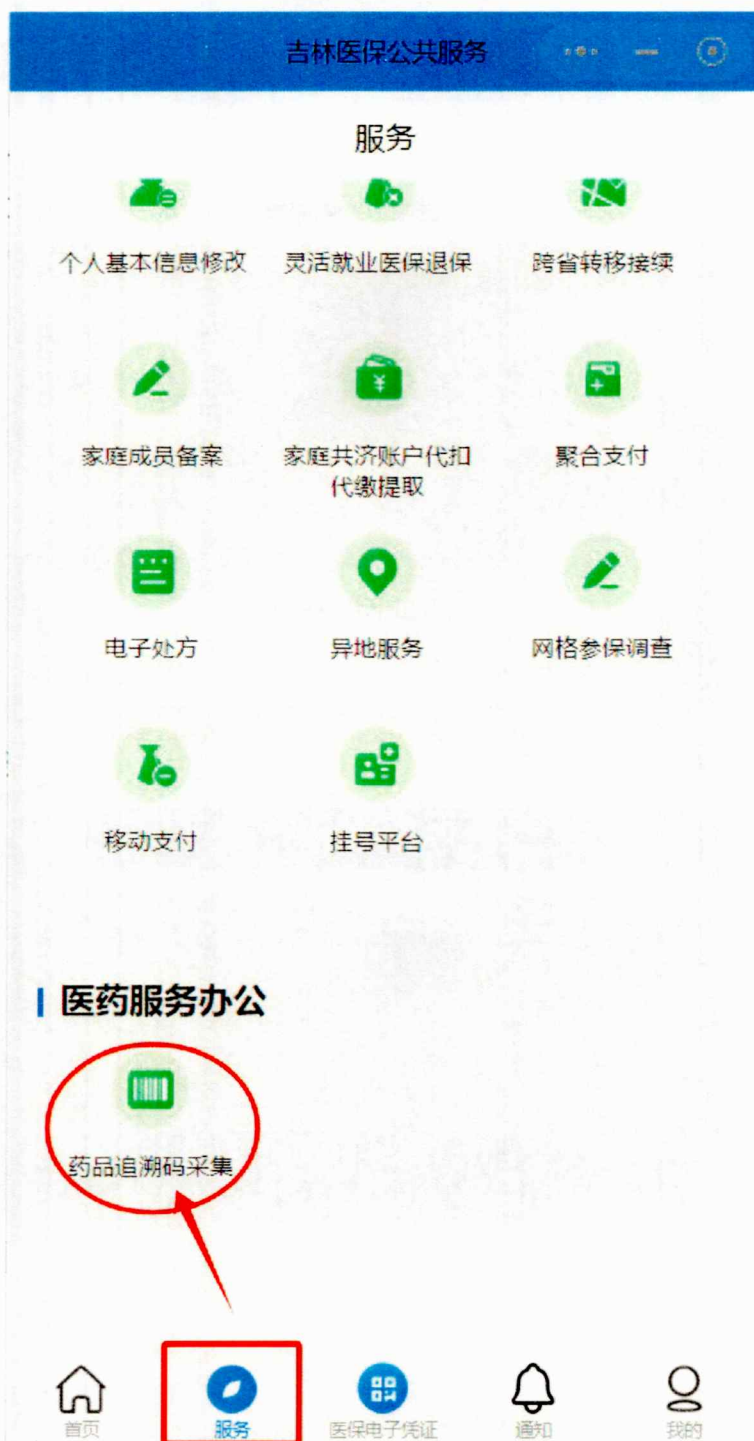 吉林医保公共服务
服务
个人基本信息修改
灵活就业医保退保
跨省转移接续
家庭成员备案
家庭共济账户代扣
代缴提取
聚合支付
电子处方
异地服务
网格参保调查
移动支付
挂号平台
医药服务办公
药品追溯码采集
首页
服务
医保电子凭证
通知
我的